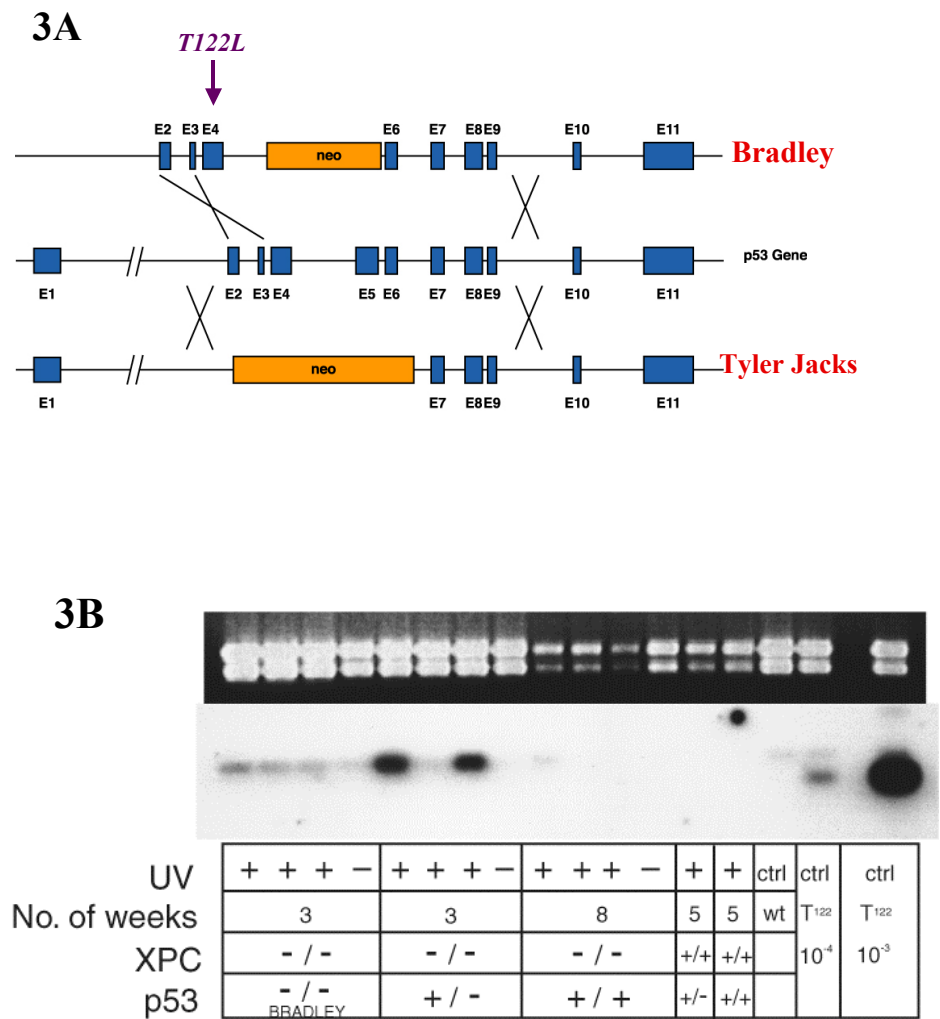 3A
T122L
E2 E3 E4 E6 E7 E8 E9 E10 E11
neo
Bradley
p53 Gene
E1 E2 E3 E4 E5 E6 E7 E8 E9 E10 E11
neo
Tyler Jacks
E1 E7 E8 E9 E10 E11
3B
UV + + + − + + + − + + + − + + ctrl ctrl ctrl
No. of weeks 3 3 8 5 5 wt T122 T122
XPC -/- -/- -/- +/+ +/+ 10-4 10-3
p53 -/- +/- +/+ +/- +/+
BRADLEY